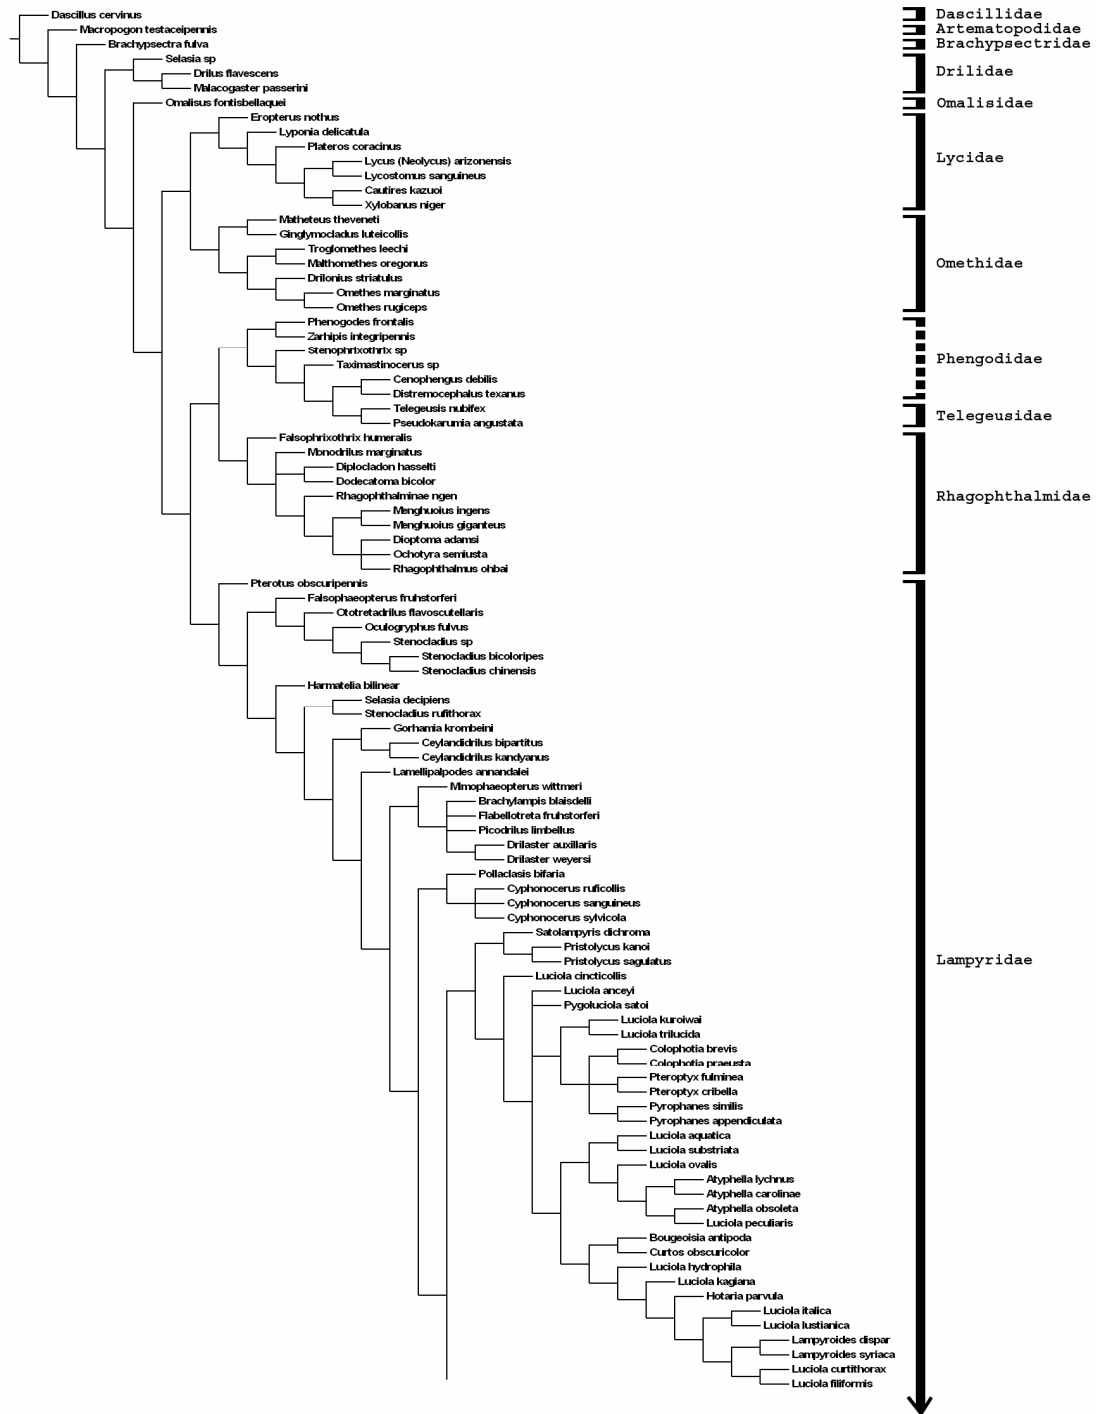 Dascillus cervinus
Dascillidae
Macropogon testaceipennis
Artematopodidae
Brachypsectra fulva
Brachypsectridae
Selasia sp
Drilus flavescens
Drilidae
Malacogaster passerini
Omalisus fontisbellaquei
Omalisidae
Eropterus nothus
Lyponia delicatula
Plateros coracinus
Lycus (Neolycus) arizonensis
Lycidae
Lycostomus sanguineus
Cautires kazuoi
Xylobanus niger
Matheteus theveneti
Ginglymocladus luteicollis
Troglomethes leechi
Malthomethes oregonus
Omethidae
Drilonius striatulus
Omethes marginatus
Omethes rugiceps
Phenogodes frontalis
Zarhipis integripennis
Stenophrixothrix sp
Phengodidae
Taximastinocerus sp
Cenophengus debilis
Distremocephalus texanus
Telegeusis nubifex
Telegeusidae
Pseudokarumia angustata
Falsophrixothrix humeralis
Monodrilus marginatus
Diplocladon hasselti
Dodecatoma bicolor
Rhagophthalminae ngen
Rhagophthalmidae
Menghuoius ingens
Menghuoius giganteus
Dioptoma adamsi
Ochotyra semiusta
Rhagophthalmus ohbai
Pterotus obscuripennis
Falsophaeopterus fruhstorferi
Ototretadrilus flavoscutellaris
Oculogryphus fulvus
Stenocladius sp
Stenocladius bicoloripes
Stenocladius chinensis
Harmatelia bilinear
Selasia decipiens
Stenocladius rufithorax
Gorhamia krombeini
Ceylandidrilus bipartitus
Ceylandidrilus kandyanus
Lamellipalpodes annandalei
Mimophaeopterus wittmeri
Brachylampis blaisdelli
Flabellotreta fruhstorferi
Picodrilus limbellus
Drilaster auxillaris
Drilaster weyersi
Pollaclasis bifaria
Cyphonocerus ruficollis
Cyphonocerus sanguineus
Cyphonocerus sylvicola
Satolampyris dichroma
Pristolycus kanoi
Pristolycus sagulatus
Lampyridae
Luciola cincticollis
Luciola anceyi
Pygoluciola satoi
Luciola kuroiwai
Luciola trilucida
Colophotia brevis
Colophotia praeusta
Pteroptyx fulminea
Pteroptyx cribella
Pyrophanes similis
Pyrophanes appendiculata
Luciola aquatica
Luciola substriata
Luciola ovalis
Atyphella lychnus
Atyphella carolinae
Atyphella obsoleta
Luciola peculiaris
Bougeoisia antipoda
Curtos obscuricolor
Luciola hydrophila
Luciola kagiana
Hotaria parvula
Luciola italica
Luciola lustianica
Lampyroides dispar
Lampyroides syriaca
Luciola curtithorax
Luciola filiformis